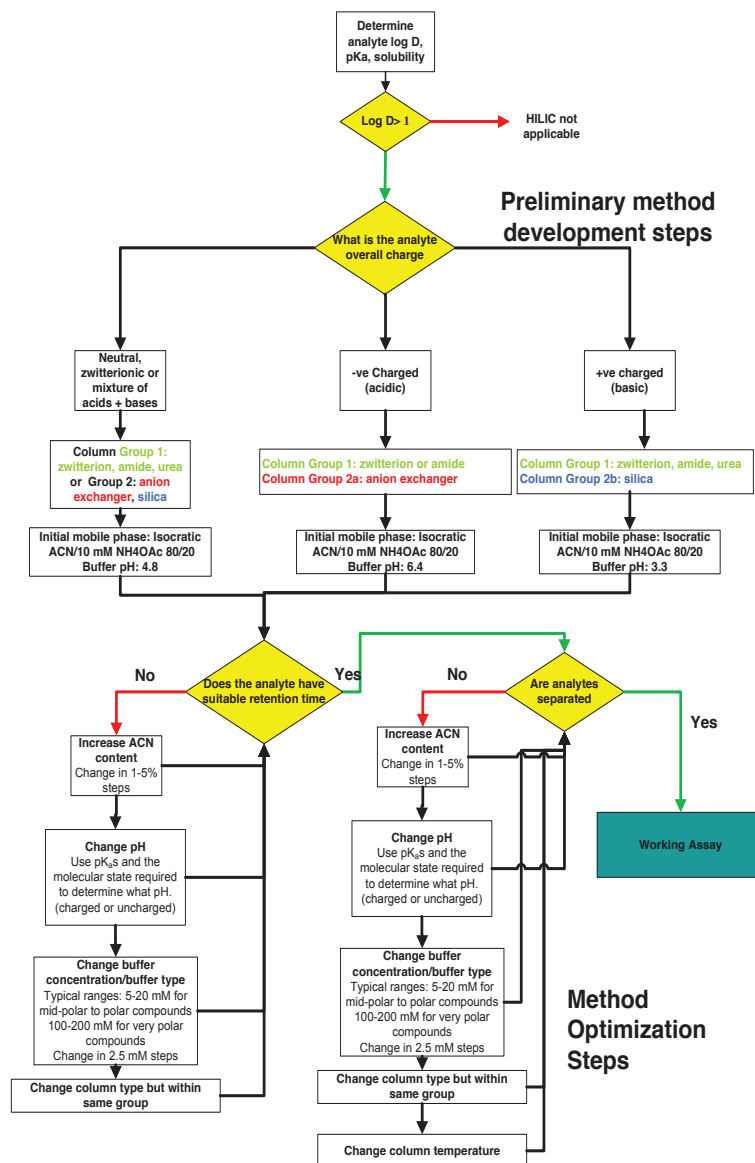 Determine
analyte log D,
pKa, solubility
Log D> 1
HILIC not
applicable
Preliminary method
development steps
What is the analyte
overall charge
Neutral,
zwitterionic or
mixture of
acids + bases
-ve Charged
(acidic)
+ve charged
(basic)
Column Group 1:
zwitterion, amide, urea
or Group 2: anion
exchanger, silica
Column Group 1: zwitterion or amide
Column Group 2a: anion exchanger
Column Group 1: zwitterion, amide, urea
Column Group 2b: silica
Initial mobile phase: Isocratic
ACN/10 mM NH4OAc 80/20
Buffer pH: 4.8
Initial mobile phase: Isocratic
ACN/10 mM NH4OAc 80/20
Buffer pH: 6.4
Initial mobile phase: Isocratic
ACN/10 mM NH4OAc 80/20
Buffer pH: 3.3
No
Does the analyte have
suitable retention time
Yes
No
Are analytes
separated
Yes
Increase ACN
content
Change in 1-5%
steps
Change pH
Use pKas and the
molecular state required
to determine what pH.
(charged or uncharged)
Change buffer
concentration/buffer type
Typical ranges: 5-20 mM for
mid-polar to polar compounds
100-200 mM for very polar
compounds
Change in 2.5 mM steps
Change column type but within
same group
Increase ACN
content
Change in 1-5%
steps
Change pH
Use pKas and the
molecular state required
to determine what pH.
(charged or uncharged)
Change buffer
concentration/buffer type
Typical ranges: 5-20 mM for
mid-polar to polar compounds
100-200 mM for very polar
compounds
Change in 2.5 mM steps
Change column type but within
same group
Change column temperature
Working Assay
Method
Optimization
Steps